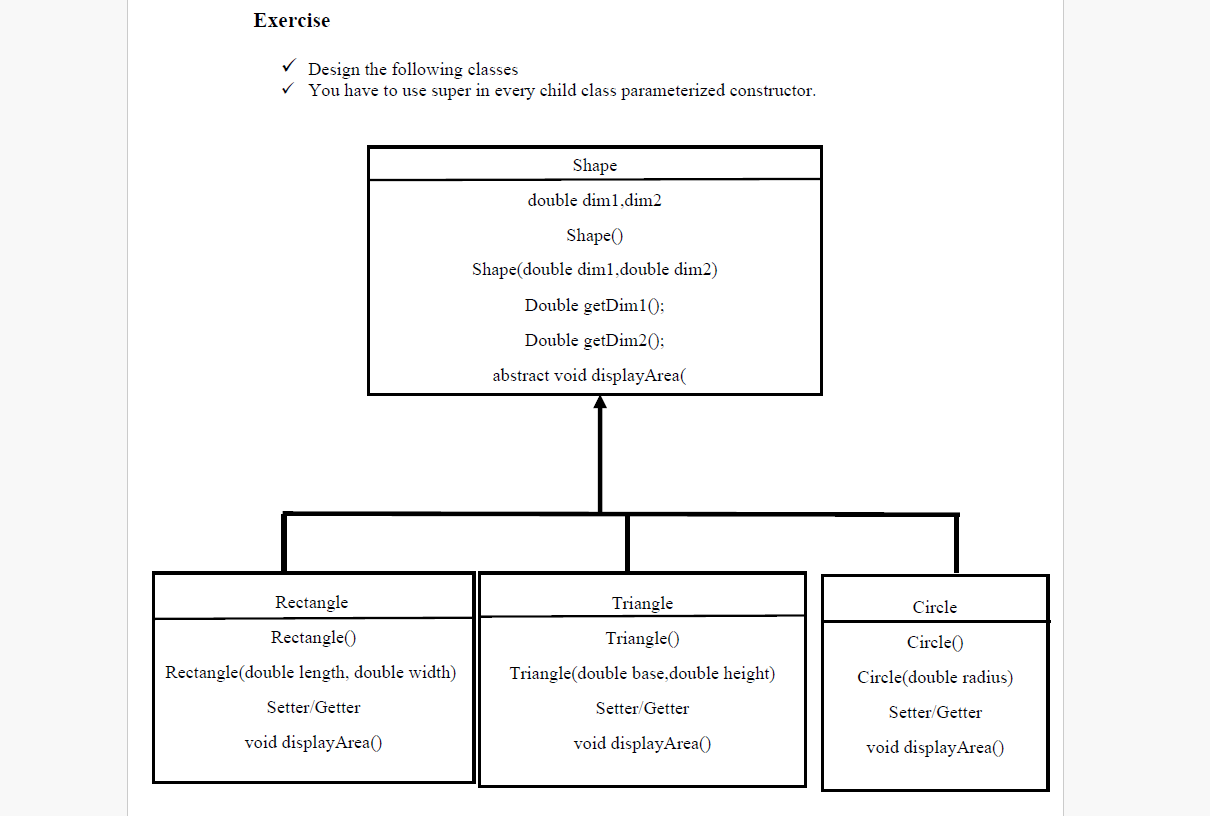 Exercise
✓ Design the following classes
✓ You have to use super in every child class parameterized constructor.
Shape
double dim1,dim2
Shape()
Shape(double dim1,double dim2)
Double getDim1();
Double getDim2();
abstract void displayArea(
Rectangle
Rectangle()
Rectangle(double length, double width)
Setter/Getter
void displayArea()
Triangle
Triangle()
Triangle(double base,double height)
Setter/Getter
void displayArea()
Circle
Circle()
Circle(double radius)
Setter/Getter
void displayArea()